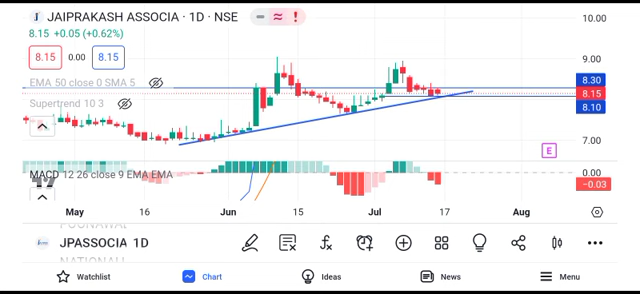 JAIPRAKASH ASSOCIA · 1D · NSE
8.15 +0.05 (+0.62%)
8.15 0.00 8.15
EMA 50 close 0 SMA 5
Supertrend 10 3
10.00
9.00
8.30
8.15
8.10
7.00
E
MACD 12 26 close 9 EMA EMA
0.00
−0.03
May 16 Jun 15 Jul 17 Aug
JPASSOCIA 1D
Watchlist Chart Ideas News Menu